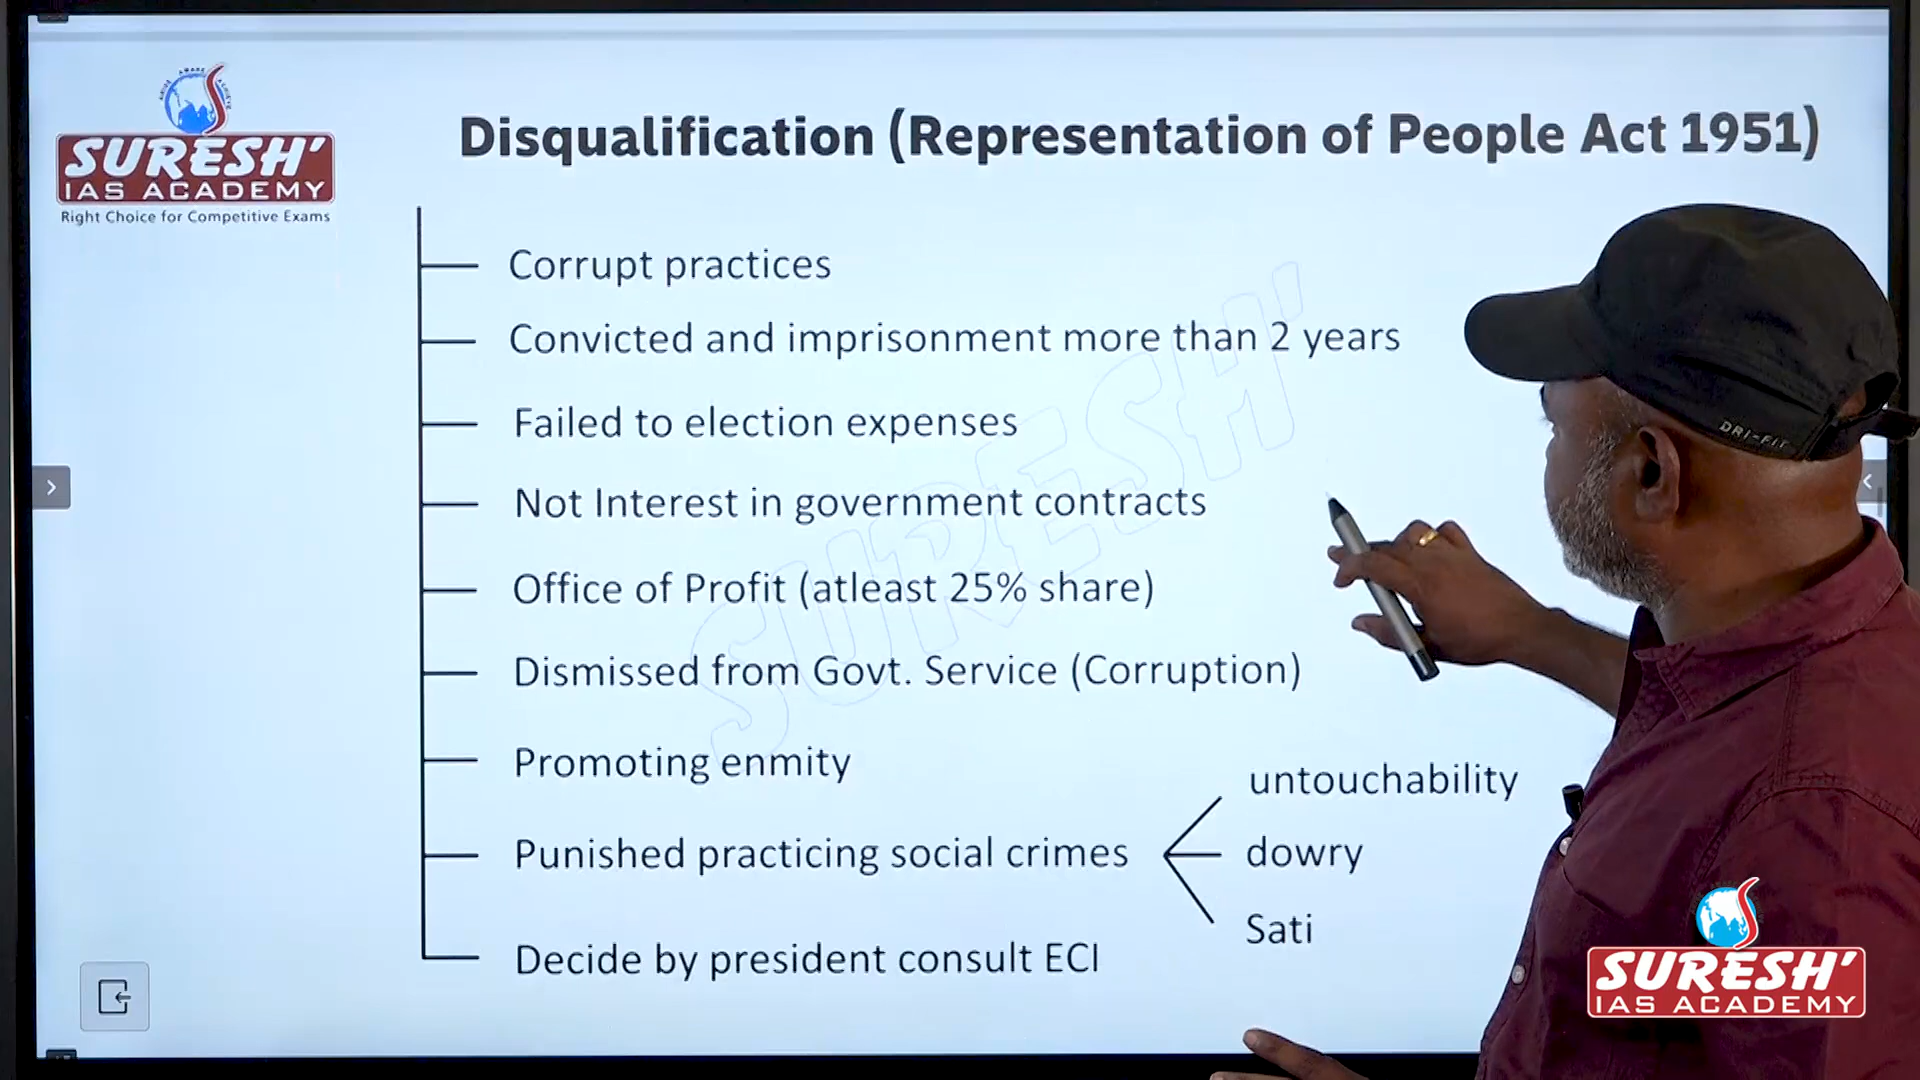 SURESH'
IAS ACADEMY
Right Choice for Competitive Exams
Disqualification (Representation of People Act 1951)
Corrupt practices
Convicted and imprisonment more than 2 years
Failed to election expenses
Not Interest in government contracts
Office of Profit (atleast 25% share)
Dismissed from Govt. Service (Corruption)
Promoting enmity
Punished practicing social crimes
untouchability
dowry
Sati
Decide by president consult ECI
SURESH'
DRI-FIT
SURESH'
IAS ACADEMY